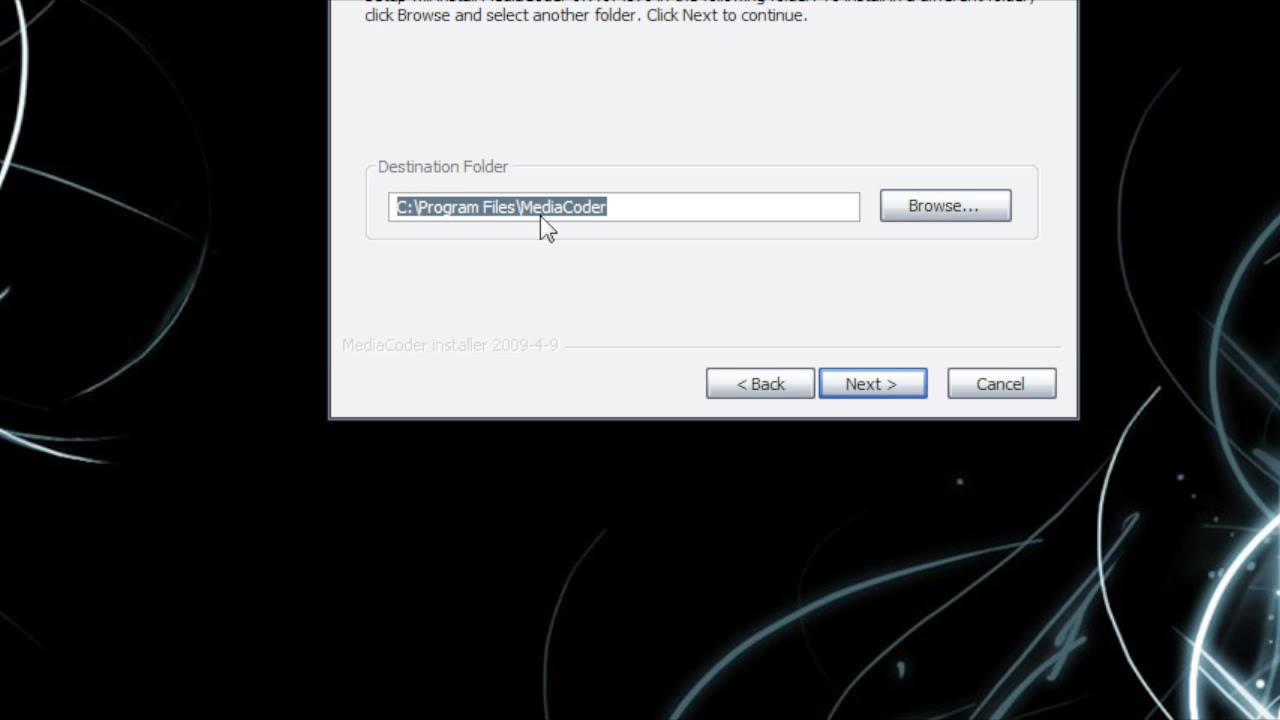 click Browse and select another folder. Click Next to continue.
Destination Folder
C:\Program Files\MediaCoder
Browse...
MediaCoder installer 2009-4-9
< Back
Next >
Cancel